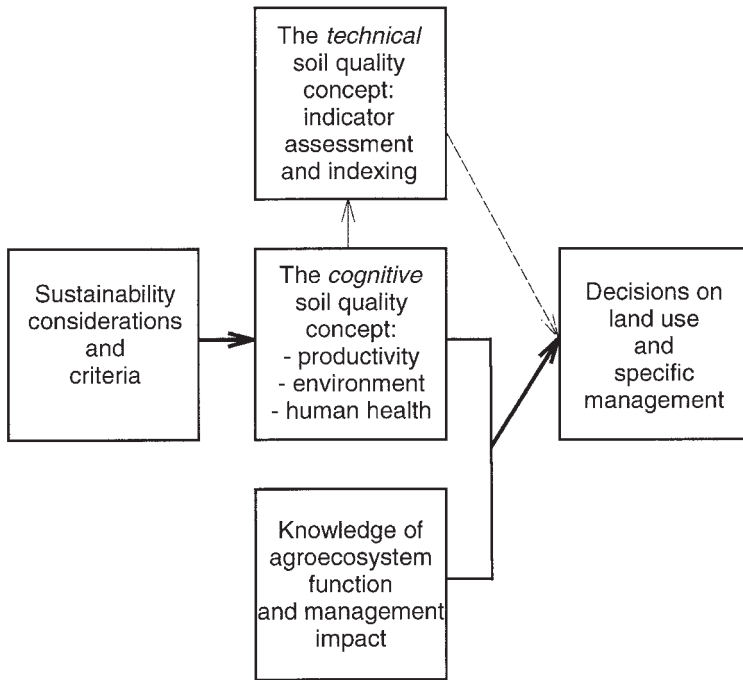 The technical
soil quality
concept:
indicator
assessment
and indexing
Sustainability
considerations
and
criteria
The cognitive
soil quality
concept:
- productivity
- environment
- human health
Decisions on
land use
and
specific
management
Knowledge of
agroecosystem
function
and management
impact